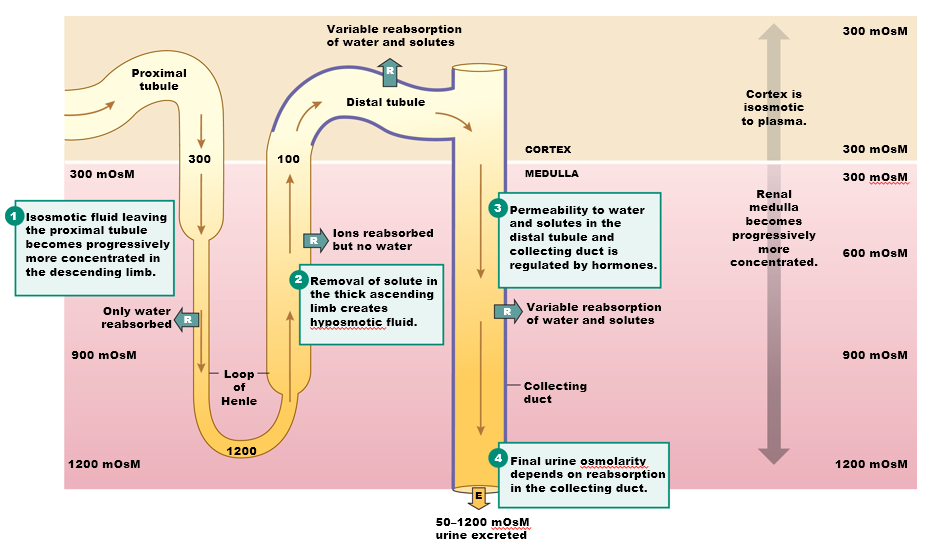 Variable reabsorption
of water and solutes
R
300 mOsM
Proximal
tubule
Distal tubule
Cortex is
isosmotic
to plasma.
300
100
CORTEX
300 mOsM
MEDULLA
300 mOsM
300 mOsM
1 Isosmotic fluid leaving
the proximal tubule
becomes progressively
more concentrated in
the descending limb.
R Ions reabsorbed
but no water
2 Removal of solute in
the thick ascending
limb creates
hyposmotic fluid.
3 Permeability to water
and solutes in the
distal tubule and
collecting duct is
regulated by hormones.
Renal
medulla
becomes
progressively
more
concentrated.
600 mOsM
Only water
reabsorbed R
R Variable reabsorption
of water and solutes
900 mOsM
900 mOsM
Loop
of
Henle
Collecting
duct
1200
1200 mOsM
4 Final urine osmolarity
depends on reabsorption
in the collecting duct.
1200 mOsM
E
50–1200 mOsM
urine excreted